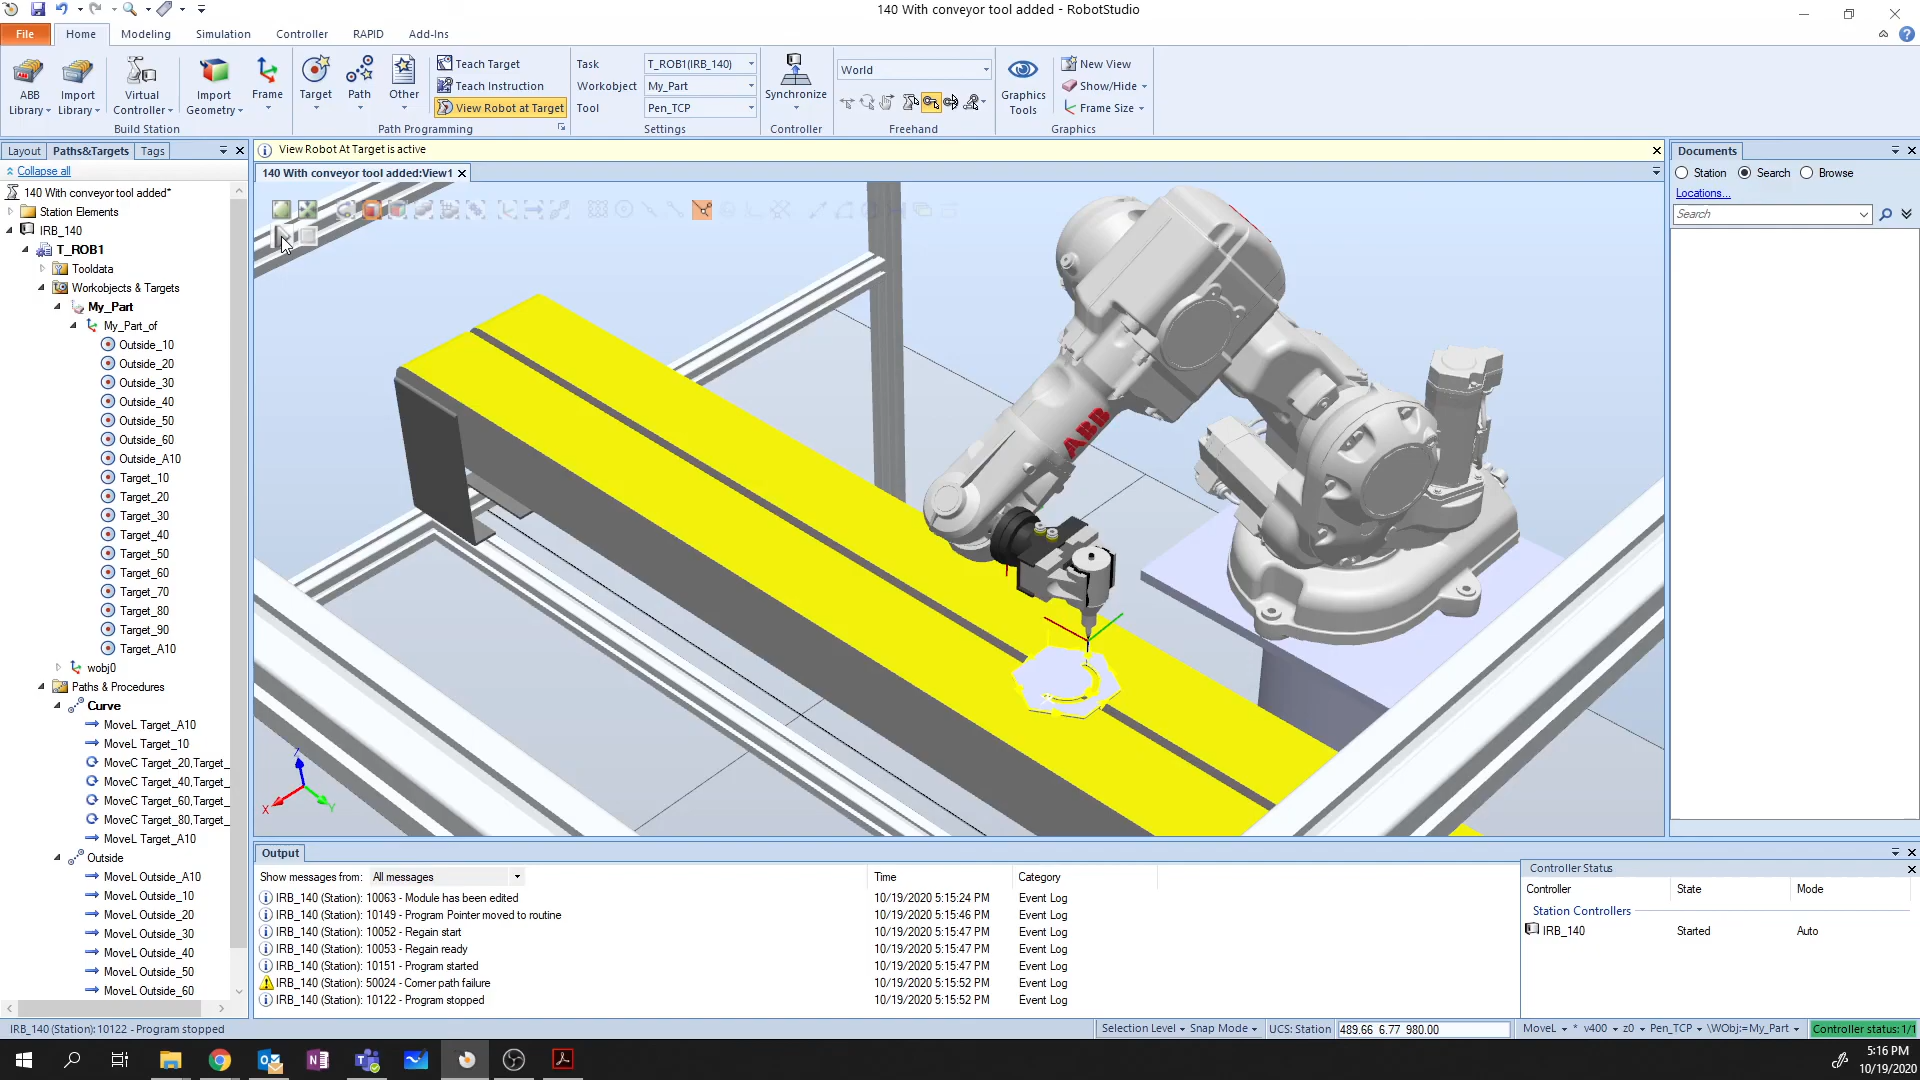 140 With conveyor tool added - RobotStudio
File
Home
Modeling
Simulation
Controller
RAPID
Add-Ins
ABB
Library
Import
Library
Build Station
Virtual
Controller
Import
Geometry
Frame
Target
Path
Other
Teach Target
Teach Instruction
View Robot at Target
Path Programming
Task
T_ROB1(IRB_140)
Workobject
My_Part
Tool
Pen_TCP
Settings
Synchronize
Controller
World
Freehand
Graphics
Tools
New View
Show/Hide
Frame Size
Graphics
Layout
Paths&Targets
Tags
Collapse all
140 With conveyor tool added*
Station Elements
IRB_140
T_ROB1
Tooldata
Workobjects & Targets
My_Part
My_Part_of
Outside_10
Outside_20
Outside_30
Outside_40
Outside_50
Outside_60
Outside_A10
Target_10
Target_20
Target_30
Target_40
Target_50
Target_60
Target_70
Target_80
Target_90
Target_A10
wobj0
Paths & Procedures
Curve
MoveL Target_A10
MoveL Target_10
MoveC Target_20,Target_
MoveC Target_40,Target_
MoveC Target_60,Target_
MoveC Target_80,Target_
MoveL Target_A10
Outside
MoveL Outside_A10
MoveL Outside_10
MoveL Outside_20
MoveL Outside_30
MoveL Outside_40
MoveL Outside_50
MoveL Outside_60
View Robot At Target is active
140 With conveyor tool added:View1
ABB
Z
X
Y
Documents
Station
Search
Browse
Locations...
Search
Output
Show messages from:
All messages
Time
Category
IRB_140 (Station): 10063 - Module has been edited
10/19/2020 5:15:24 PM
Event Log
IRB_140 (Station): 10149 - Program Pointer moved to routine
10/19/2020 5:15:46 PM
Event Log
IRB_140 (Station): 10052 - Regain start
10/19/2020 5:15:47 PM
Event Log
IRB_140 (Station): 10053 - Regain ready
10/19/2020 5:15:47 PM
Event Log
IRB_140 (Station): 10151 - Program started
10/19/2020 5:15:47 PM
Event Log
IRB_140 (Station): 50024 - Corner path failure
10/19/2020 5:15:52 PM
Event Log
IRB_140 (Station): 10122 - Program stopped
10/19/2020 5:15:52 PM
Event Log
Controller Status
Controller
State
Mode
Station Controllers
IRB_140
Started
Auto
IRB_140 (Station): 10122 - Program stopped
Selection Level
Snap Mode
UCS: Station
489.66 6.77 980.00
MoveL
*
v400
z0
Pen_TCP
\WObj:=My_Part
Controller status: 1/1
5:16 PM
10/19/2020